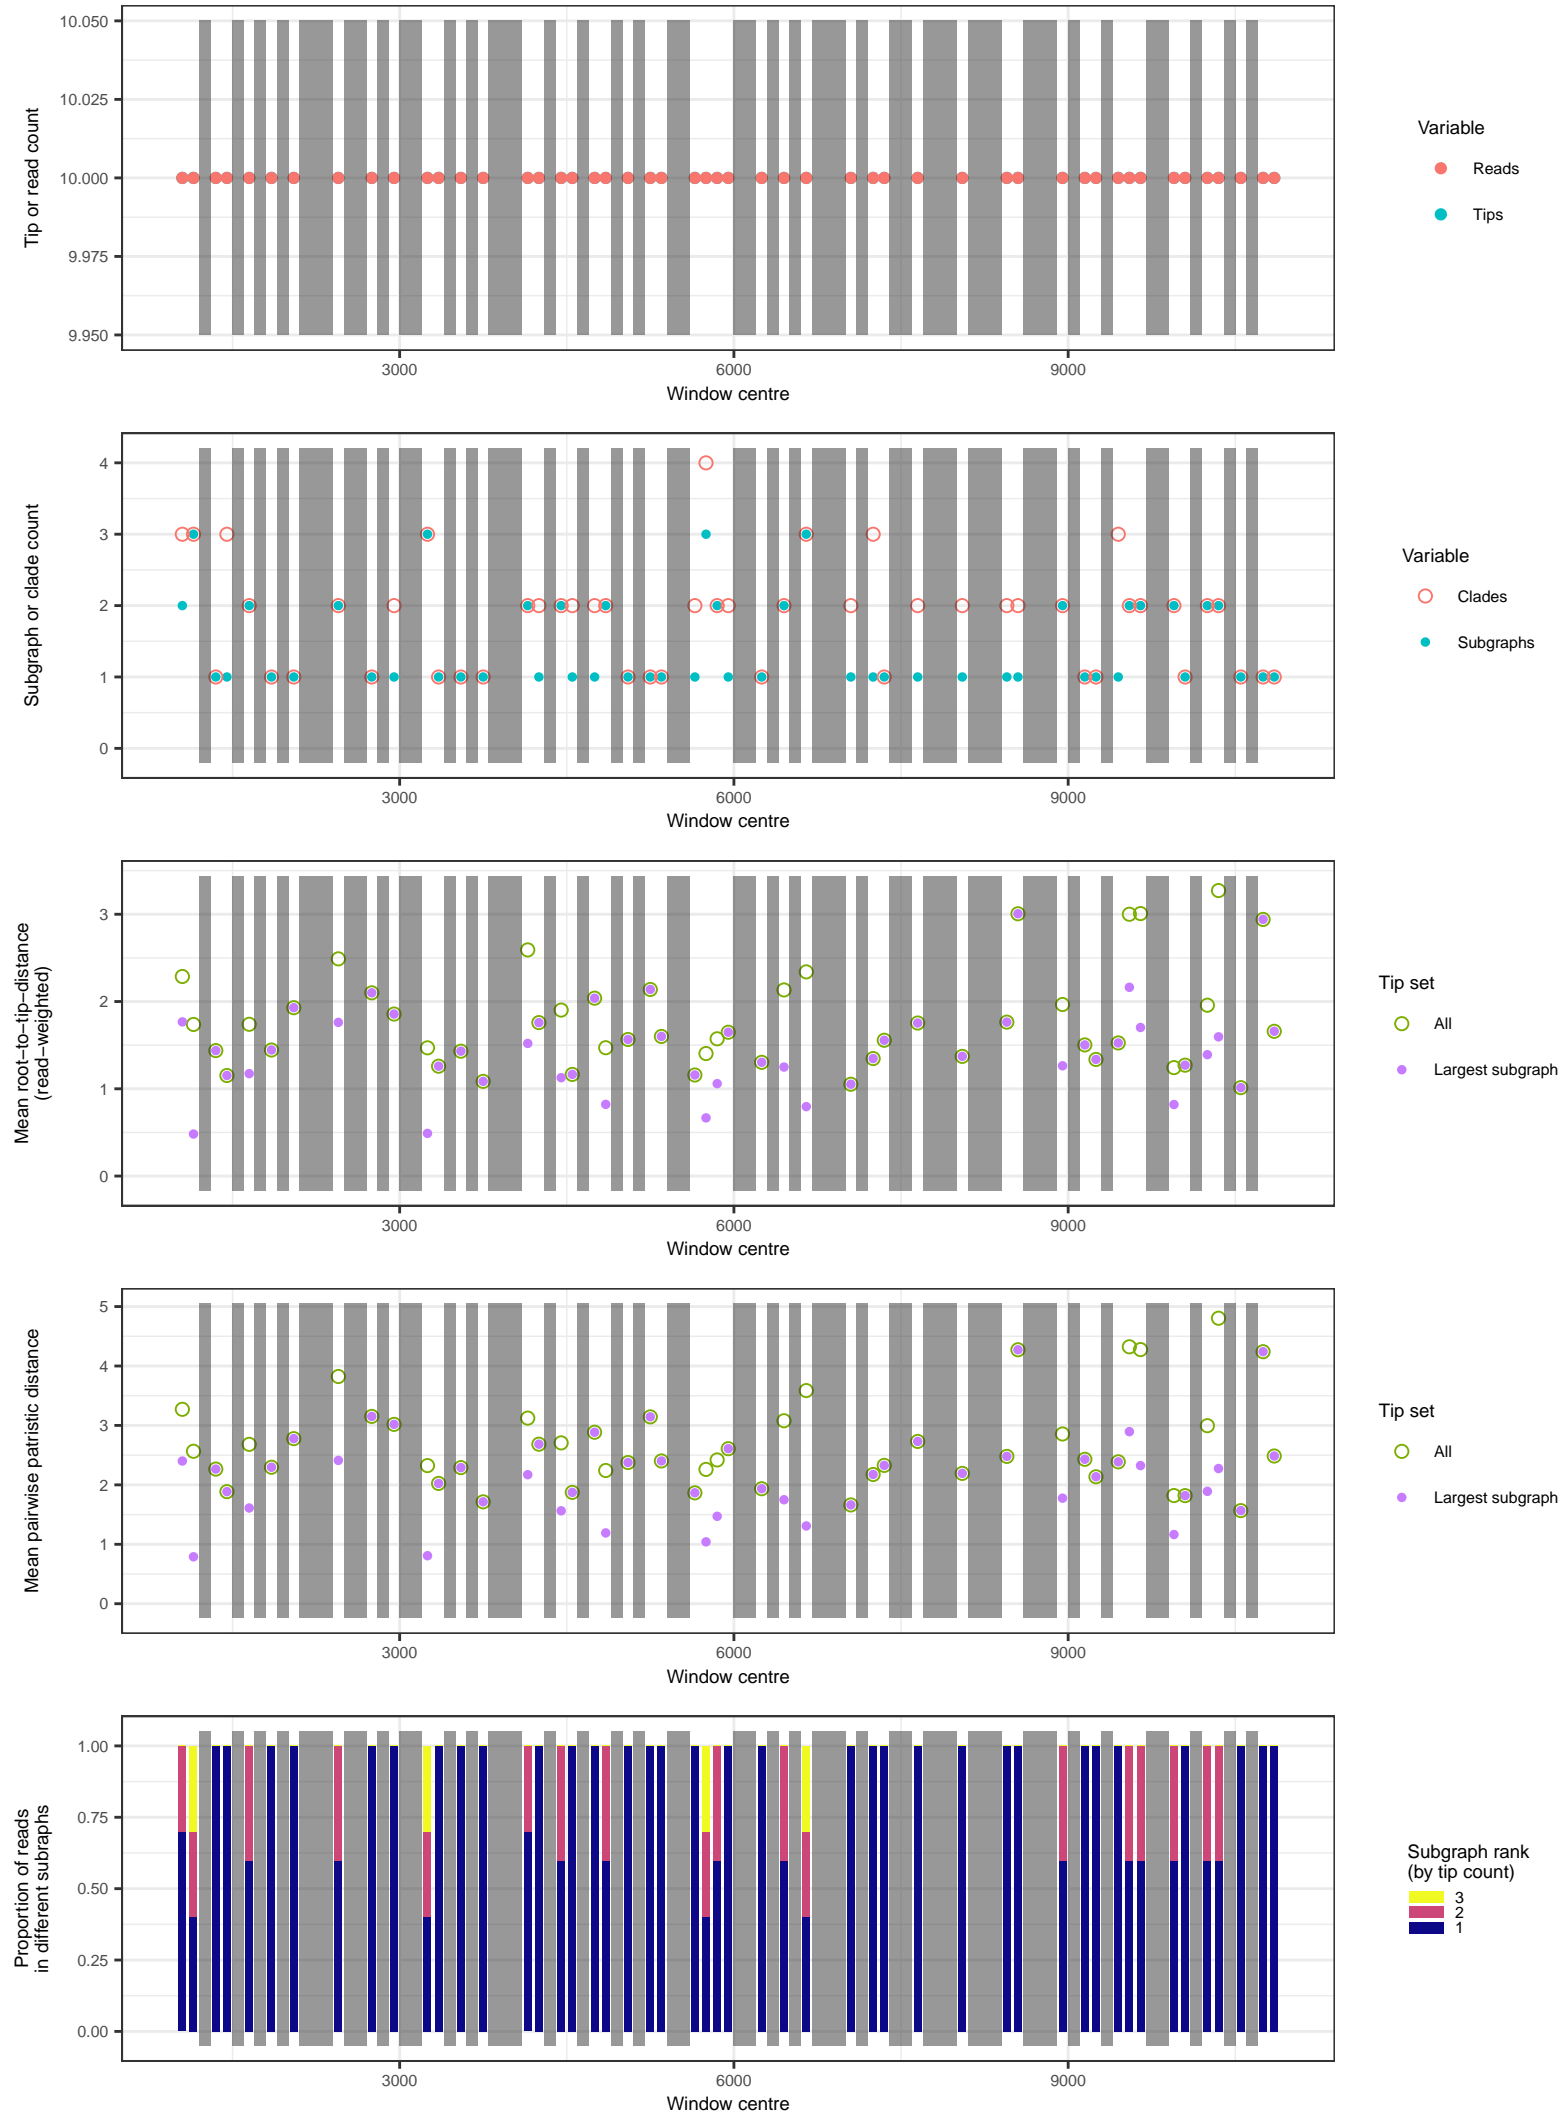 10.050
10.025
10.000
9.975
9.950
Tip or read count
3000
6000
9000
Window centre
Variable
Reads
Tips
4
3
2
1
0
Subgraph or clade count
3000
6000
9000
Window centre
Variable
Clades
Subgraphs
3
2
1
0
Mean root−to−tip−distance
(read−weighted)
3000
6000
9000
Window centre
Tip set
All
Largest subgraph
5
4
3
2
1
0
Mean pairwise patristic distance
3000
6000
9000
Window centre
Tip set
All
Largest subgraph
1.00
0.75
0.50
0.25
0.00
Proportion of reads
in different subraphs
3000
6000
9000
Window centre
Subgraph rank
(by tip count)
3
2
1